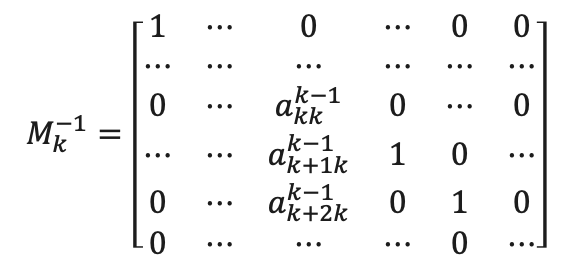 1 ⋯ 0 ⋯ 0 0
⋯ ⋯ ⋯ ⋯ ⋯ ⋯
0 ⋯ a_{kk}^{k−1} 0 ⋯ 0
M_k^{−1} = ⋯ ⋯ a_{k+1k}^{k−1} 1 0 ⋯
0 ⋯ a_{k+2k}^{k−1} 0 1 0
0 ⋯ ⋯ ⋯ 0 ⋯